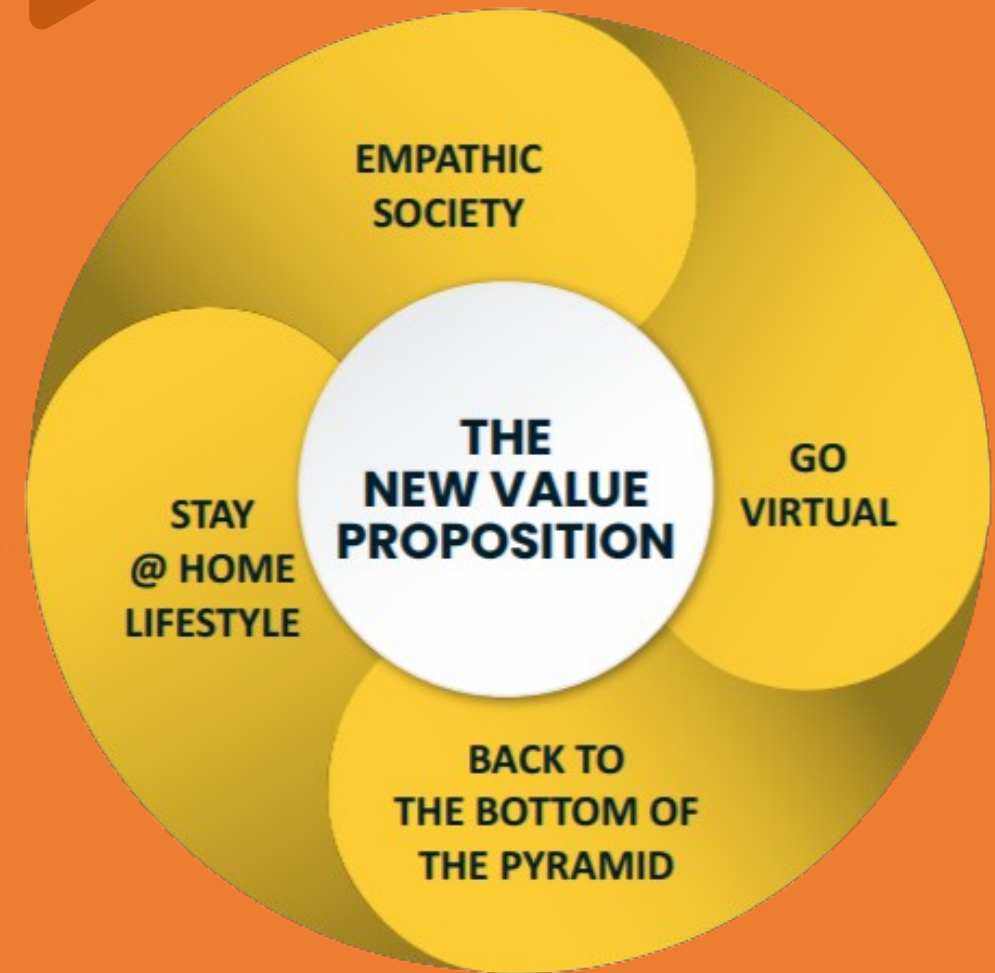 EMPATHIC
SOCIETY
THE
NEW VALUE
PROPOSITION
GO
VIRTUAL
STAY
@ HOME
LIFESTYLE
BACK TO
THE BOTTOM OF
THE PYRAMID